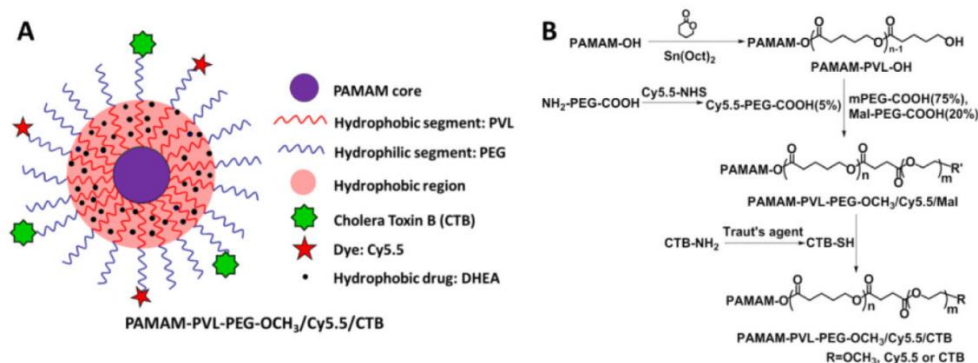 A
PAMAM core
Hydrophobic segment: PVL
Hydrophilic segment: PEG
Hydrophobic region
Cholera Toxin B (CTB)
Dye: Cy5.5
Hydrophobic drug: DHEA
PAMAM-PVL-PEG-OCH₃/Cy5.5/CTB
B
PAMAM-OH
Sn(Oct)₂
O
O
PAMAM-O
O
O
O
n-1
OH
PAMAM-PVL-OH
NH₂-PEG-COOH
Cy5.5-NHS
Cy5.5-PEG-COOH(5%)
mPEG-COOH(75%),
Mal-PEG-COOH(20%)
O
O
PAMAM-O
O
n
O
O
m
R'
PAMAM-PVL-PEG-OCH₃/Cy5.5/Mal
CTB-NH₂
Traut's agent
CTB-SH
O
O
PAMAM-O
O
n
O
O
m
R
PAMAM-PVL-PEG-OCH₃/Cy5.5/CTB
R=OCH₃, Cy5.5 or CTB